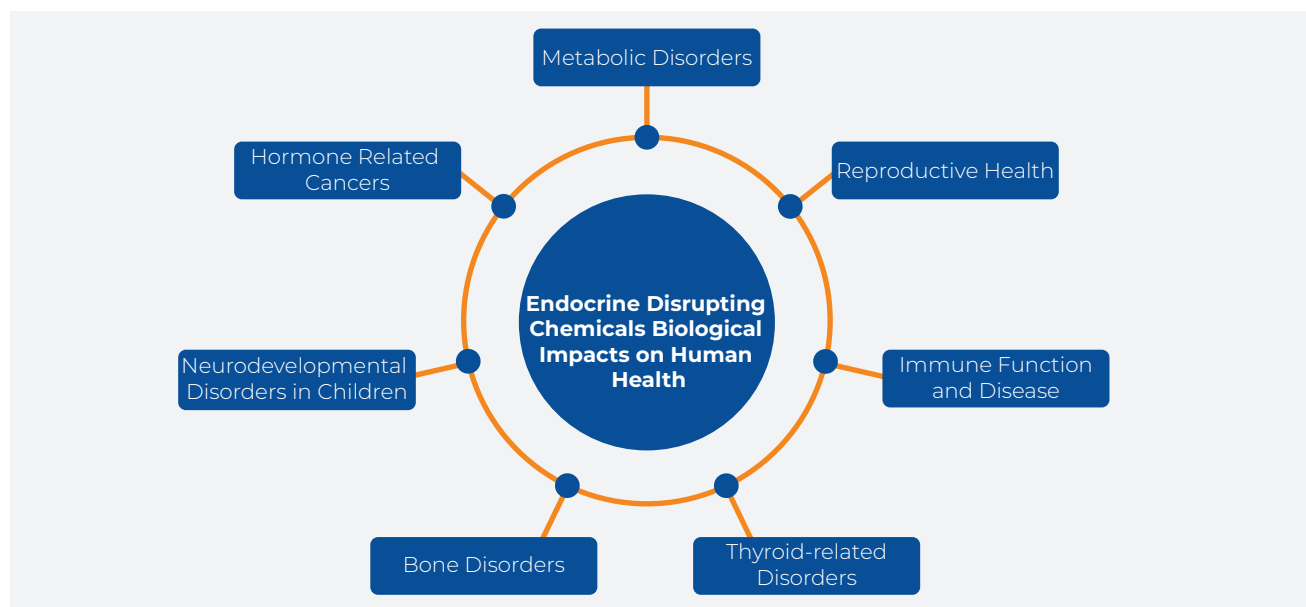 Metabolic Disorders
Hormone Related
Cancers
Reproductive Health
Endocrine Disrupting
Chemicals Biological
Impacts on Human
Health
Neurodevelopmental
Disorders in Children
Immune Function
and Disease
Bone Disorders
Thyroid-related
Disorders